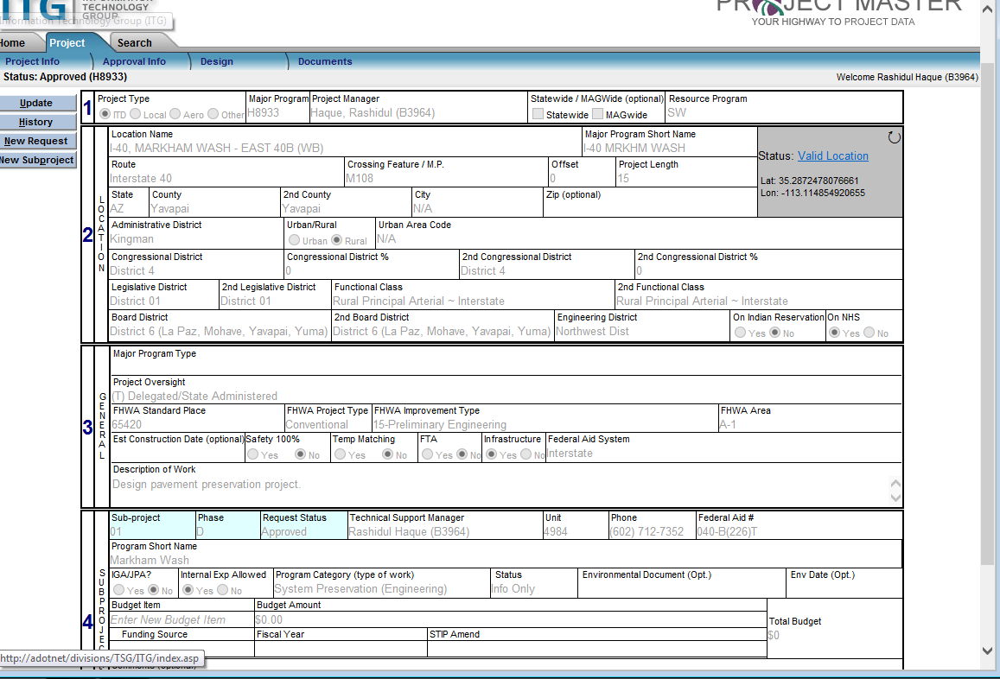 ITG
TECHNOLOGY
GROUP
Information Technology Group (ITG)
PROJECT MASTER
YOUR HIGHWAY TO PROJECT DATA
Home Project Search
Project Info Approval Info Design Documents
Status: Approved (H8933) Welcome Rashidul Haque (B3964)
Update
History
New Request
New Subproject
1
Project Type Major Program Project Manager Statewide / MAGWide (optional) Resource Program
ITD Local Aero Other H8933 Haque, Rashidul (B3964) Statewide MAGwide SW
2
LOCATION
Location Name Major Program Short Name
I-40, MARKHAM WASH - EAST 40B (WB) I-40 MRKHM WASH
Status: Valid Location
Lat: 35.2872478076661
Lon: -113.114854920655
Route Crossing Feature / M.P. Offset Project Length
Interstate 40 M108 0 15
State County 2nd County City Zip (optional)
AZ Yavapai Yavapai N/A
Administrative District Urban/Rural Urban Area Code
Kingman Urban Rural N/A
Congressional District Congressional District % 2nd Congressional District 2nd Congressional District %
District 4 0 District 4 0
Legislative District 2nd Legislative District Functional Class 2nd Functional Class
District 01 District 01 Rural Principal Arterial ~ Interstate Rural Principal Arterial ~ Interstate
Board District 2nd Board District Engineering District On Indian Reservation On NHS
District 6 (La Paz, Mohave, Yavapai, Yuma) District 6 (La Paz, Mohave, Yavapai, Yuma) Northwest Dist Yes No Yes No
3
GENERAL
Major Program Type
Project Oversight
(T) Delegated/State Administered
FHWA Standard Place FHWA Project Type FHWA Improvement Type FHWA Area
65420 Conventional 15-Preliminary Engineering A-1
Est Construction Date (optional) Safety 100% Temp Matching FTA Infrastructure Federal Aid System
Yes No Yes No Yes No Yes No Interstate
Description of Work
Design pavement preservation project.
4
SUBPROJEC
Sub-project Phase Request Status Technical Support Manager Unit Phone Federal Aid #
01 D Approved Rashidul Haque (B3964) 4984 (602) 712-7352 040-B(226)T
Program Short Name
Markham Wash
IGA/JPA? Internal Exp Allowed Program Category (type of work) Status Environmental Document (Opt.) Env Date (Opt.)
Yes No Yes No System Preservation (Engineering) Info Only
Budget Item Budget Amount
Enter New Budget Item $0.00
Total Budget
$0
Funding Source Fiscal Year STIP Amend
http://adotnet/divisions/TSG/ITG/index.asp